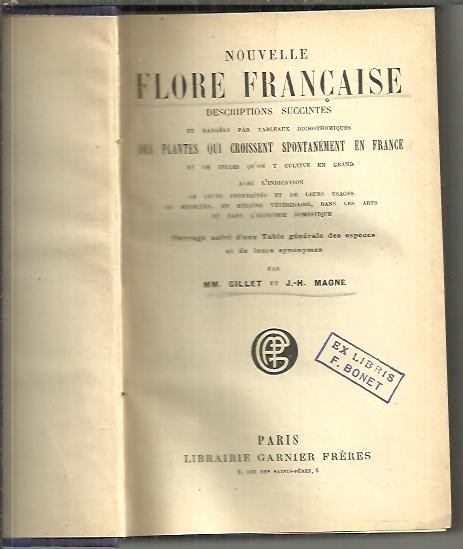 NOUVELLE
FLORE FRANÇAISE
DESCRIPTIONS SUCCINTES
ET RANGÉES PAR TABLEAUX DICHOTOMIQUES
DES PLANTES QUI CROISSENT SPONTANÉMENT EN FRANCE
ET DE CELLES QU'ON Y CULTIVE EN GRAND
AVEC L'INDICATION
DE LEURS PROPRIÉTÉS ET DE LEURS USAGES
EN MÉDECINE, EN HYGIÈNE VÉTÉRINAIRE, DANS LES ARTS
ET DANS L'ÉCONOMIE DOMESTIQUE
Ouvrage suivi d'une Table générale des espèces
et de leurs synonymes
PAR
MM. GILLET ET J.-H. MAGNE
EX LIBRIS
F. BONET
PARIS
LIBRAIRIE GARNIER FRÈRES
6, RUE DES SAINTS-PÈRES, 6